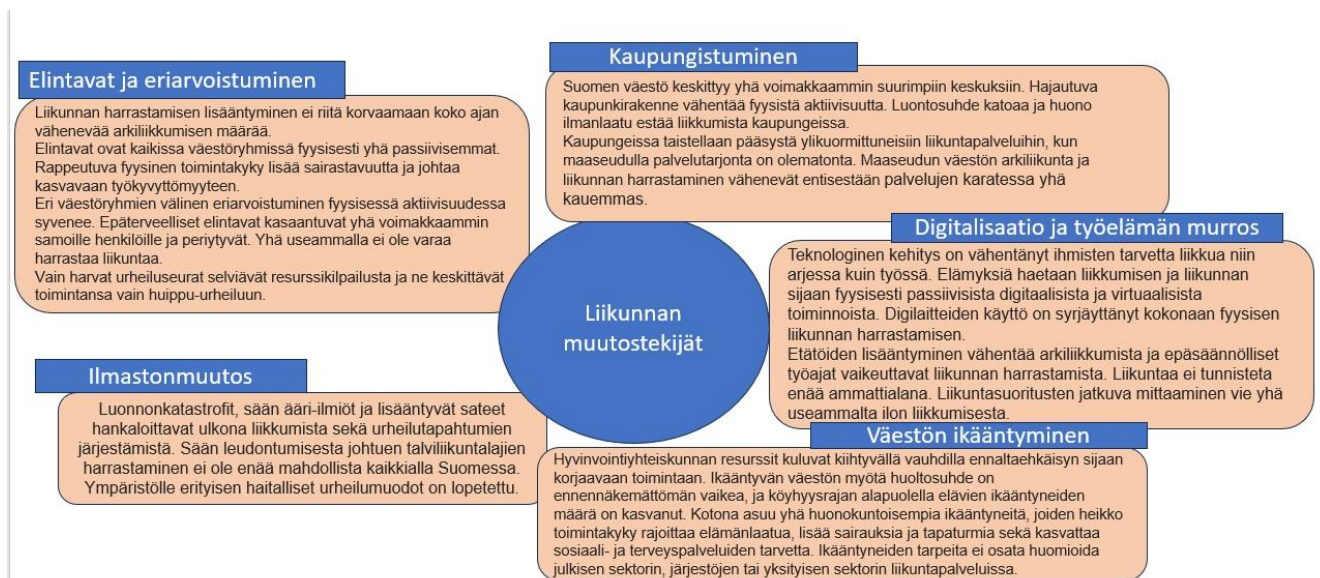 Elintavat ja eriarvoistuminen
Liikunnan harrastamisen lisääntyminen ei riitä korvaamaan koko ajan
vähenevää arkiliikkumisen määrää.
Elintavat ovat kaikissa väestöryhmissä fyysisesti yhä passiivisemmat.
Rappeutuva fyysinen toimintakyky lisää sairastavuutta ja johtaa
kasvavaan työkyvyttömyyteen.
Eri väestöryhmien välinen eriarvoistuminen fyysisessä aktiivisuudessa
syvenee. Epäterveelliset elintavat kasaantuvat yhä voimakkaammin
samoille henkilöille ja periytyvät. Yhä useammalla ei ole varaa
harrastaa liikuntaa.
Vain harvat urheiluseurat selviävät resurssikilpailusta ja ne keskittävät
toimintansa vain huippu-urheiluun.
Kaupungistuminen
Suomen väestö keskittyy yhä voimakkaammin suurimpiin keskuksiin. Hajautuva
kaupunkirakenne vähentää fyysistä aktiivisuutta. Luontosuhde katoaa ja huono
ilmanlaatu estää liikkumista kaupungeissa.
Kaupungeissa taistellaan pääsystä ylikuormittuneisiin liikuntapalveluihin, kun
maaseudulla palvelutarjonta on olematonta. Maaseudun väestön arkiliikunta ja
liikunnan harrastaminen vähenevät entisestään palvelujen karatessa yhä
kauemmas.
Digitalisaatio ja työelämän murros
Teknologinen kehitys on vähentänyt ihmisten tarvetta liikkua niin
arjessa kuin työssä. Elämyksiä haetaan liikkumisen ja liikunnan
sijaan fyysisesti passiivisista digitaalisista ja virtuaalisista
toiminnoista. Digilaitteiden käyttö on syrjäyttänyt kokonaan fyysisen
liikunnan harrastamisen.
Etätöiden lisääntyminen vähentää arkiliikkumista ja epäsäännölliset
työajat vaikeuttavat liikunnan harrastamista. Liikuntaa ei tunnisteta
enää ammattialana. Liikuntasuoritusten jatkuva mittaaminen vie yhä
useammalta ilon liikkumisesta.
Liikunnan
muutostekijät
Ilmastonmuutos
Luonnonkatastrofit, sään ääri-ilmiöt ja lisääntyvät sateet
hankaloittavat ulkona liikkumista sekä urheilutapahtumien
järjestämistä. Sään leudontumisesta johtuen talviliikuntalajien
harrastaminen ei ole enää mahdollista kaikkialla Suomessa.
Ympäristölle erityisen haitalliset urheilumuodot on lopetettu.
Väestön ikääntyminen
Hyvinvointiyhteiskunnan resurssit kuluvat kiihtyvällä vauhdilla ennaltaehkäisyn sijaan
korjaavaan toimintaan. Ikääntyvän väestön myötä huoltosuhde on
ennennäkemättömän vaikea, ja köyhyysrajan alapuolella elävien ikääntyneiden
määrä on kasvanut. Kotona asuu yhä huonokuntoisempia ikääntyneitä, joiden heikko
toimintakyky rajoittaa elämänlaatua, lisää sairauksia ja tapaturmia sekä kasvattaa
sosiaali- ja terveyspalveluiden tarvetta. Ikääntyneiden tarpeita ei osata huomioida
julkisen sektorin, järjestöjen tai yksityisen sektorin liikuntapalveluissa.